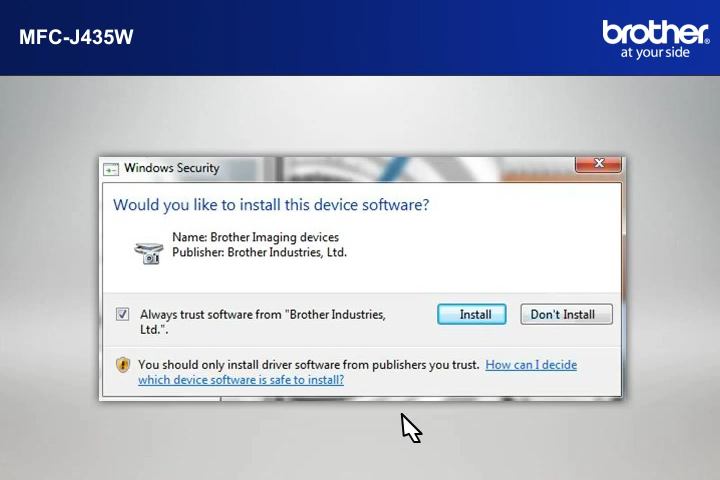 MFC-J435W
brother
at your side
Windows Security
Would you like to install this device software?
Name: Brother Imaging devices
Publisher: Brother Industries, Ltd.
Always trust software from "Brother Industries,
Ltd.".
Install
Don't Install
You should only install driver software from publishers you trust. How can I decide
which device software is safe to install?